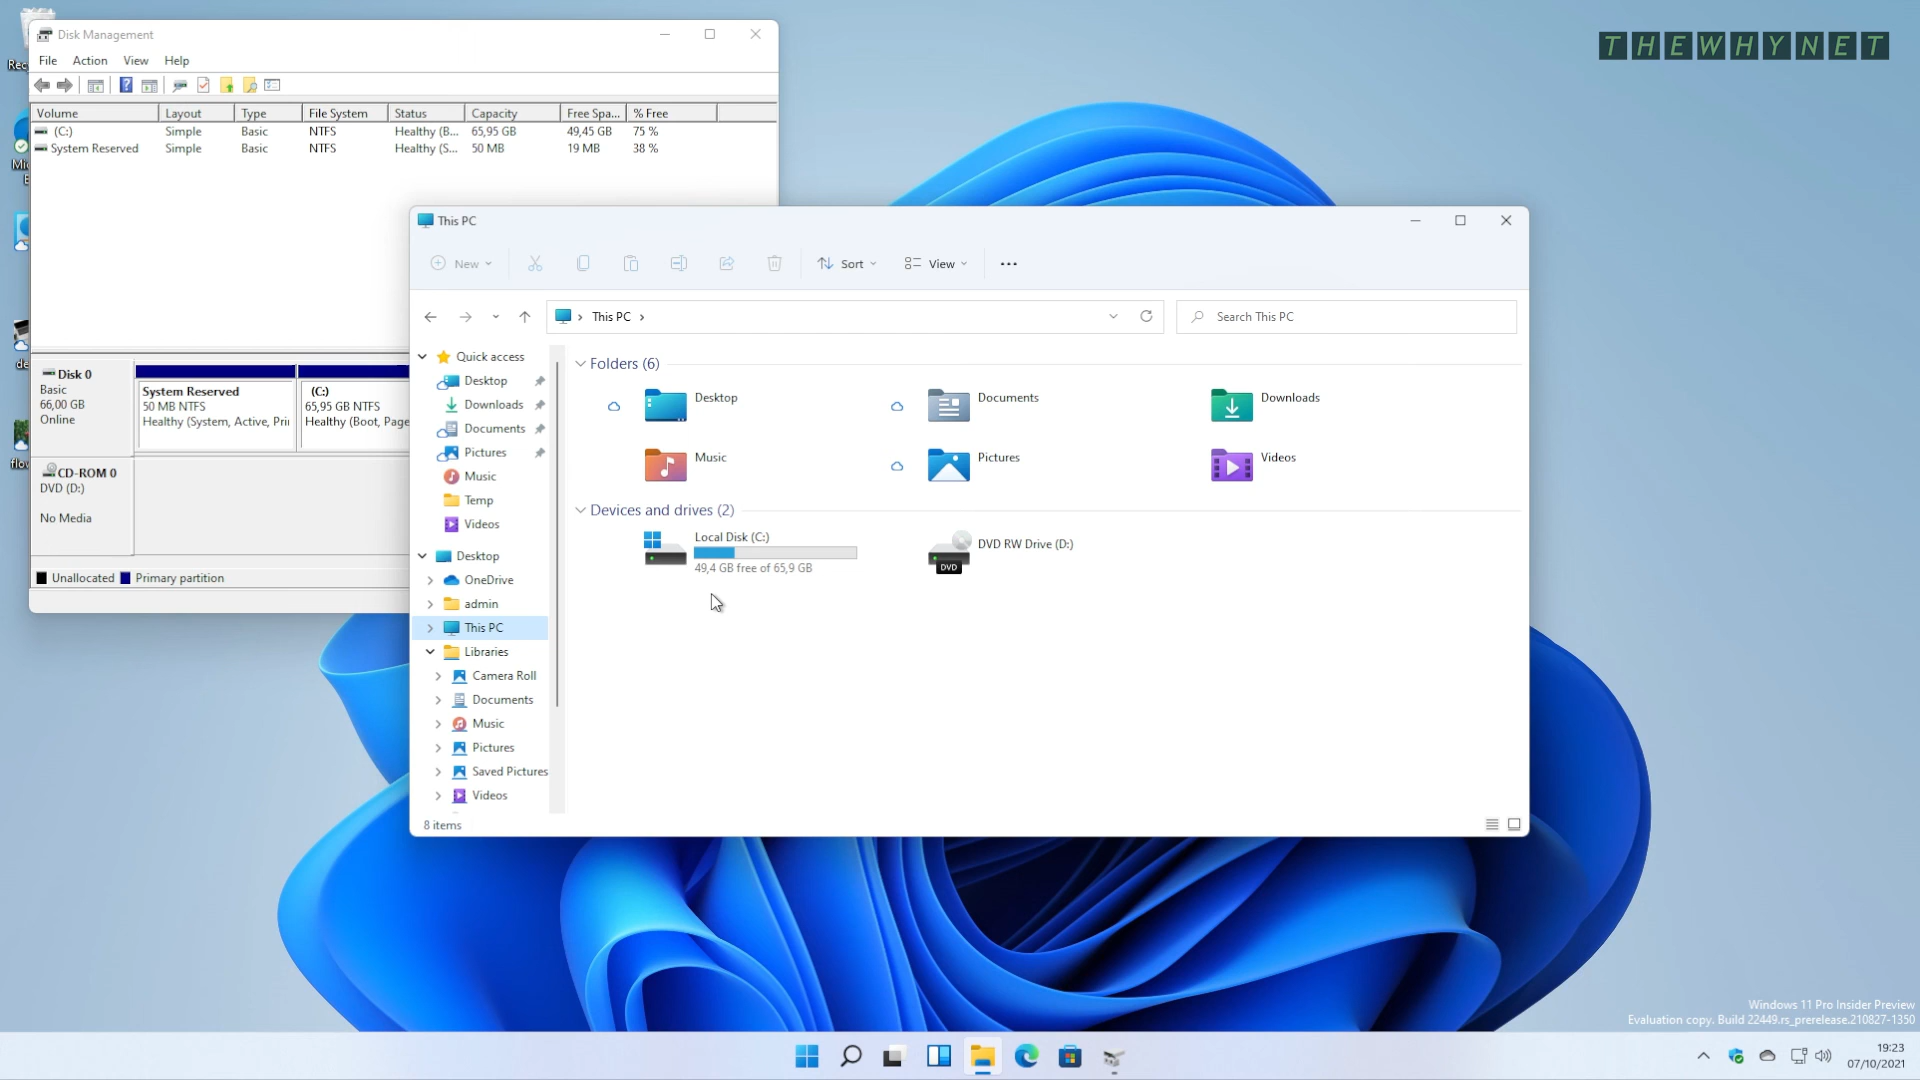 Disk Management
THEWHYNET
File Action View Help
Volume Layout Type File System Status Capacity Free Spa... % Free
(C:) Simple Basic NTFS Healthy (B... 65,95 GB 49,45 GB 75 %
System Reserved Simple Basic NTFS Healthy (S... 50 MB 19 MB 38 %
Disk 0
Basic
66,00 GB
Online
System Reserved
50 MB NTFS
Healthy (System, Active, Pri
(C:)
65,95 GB NTFS
Healthy (Boot, Page
CD-ROM 0
DVD (D:)
No Media
Unallocated Primary partition
This PC
New Sort View
This PC
Search This PC
Quick access
Desktop
Downloads
Documents
Pictures
Music
Temp
Videos
Desktop
OneDrive
admin
This PC
Libraries
Camera Roll
Documents
Music
Pictures
Saved Pictures
Videos
Folders (6)
Desktop
Documents
Downloads
Music
Pictures
Videos
Devices and drives (2)
Local Disk (C:)
49,4 GB free of 65,9 GB
DVD RW Drive (D:)
DVD
8 items
Windows 11 Pro Insider Preview
Evaluation copy. Build 22449.rs_prerelease.210827-1350
19:23
07/10/2021